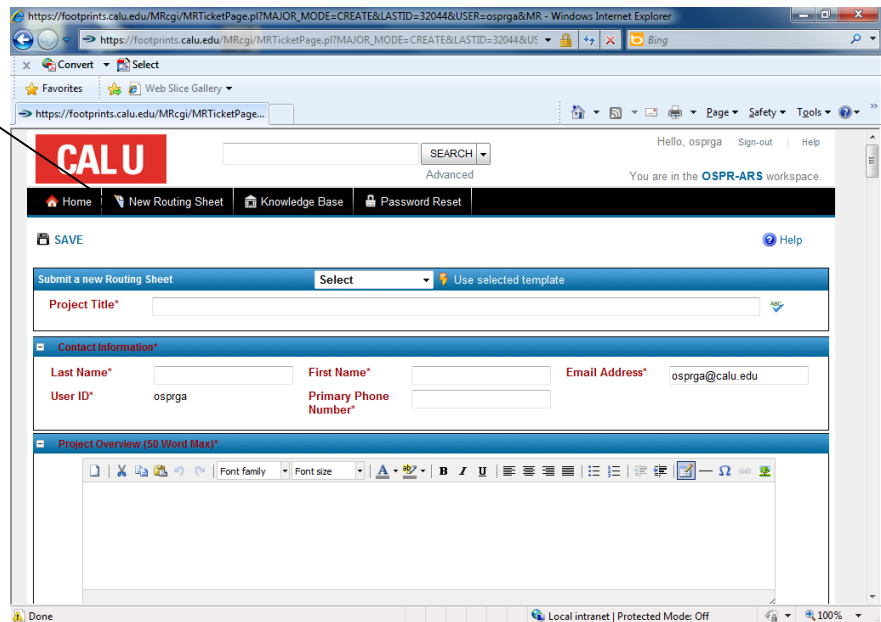 https://footprints.calu.edu/MRcgi/MRTicketPage.pl?MAJOR_MODE=CREATE&LASTID=32044&USER=osprga&MR - Windows Internet Explorer
https://footprints.calu.edu/MRcgi/MRTicketPage.pl?MAJOR_MODE=CREATE&LASTID=32044&US Bing
x Convert Select
Favorites Web Slice Gallery
https://footprints.calu.edu/MRcgi/MRTicketPage... Page Safety Tools
CAL U SEARCH Hello, osprga Sign-out | Help
Advanced You are in the OSPR-ARS workspace.
Home New Routing Sheet Knowledge Base Password Reset
SAVE Help
Submit a new Routing Sheet Select Use selected template
Project Title* ABC
Contact Information*
Last Name* First Name* Email Address* osprga@calu.edu
User ID* osprga Primary Phone
Number*
Project Overview (50 Word Max)*
Font family Font size A ab B I U Ω
Done Local intranet | Protected Mode: Off 100%